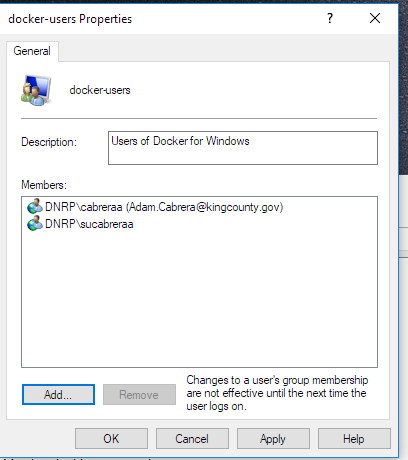 docker-users Properties
General
docker-users
Description:
Users of Docker for Windows
Members:
DNRP\cabreraa (Adam.Cabrera@kingcounty.gov)
DNRP\sucabreraa
Add...
Remove
Changes to a user's group membership
are not effective until the next time the
user logs on.
OK
Cancel
Apply
Help